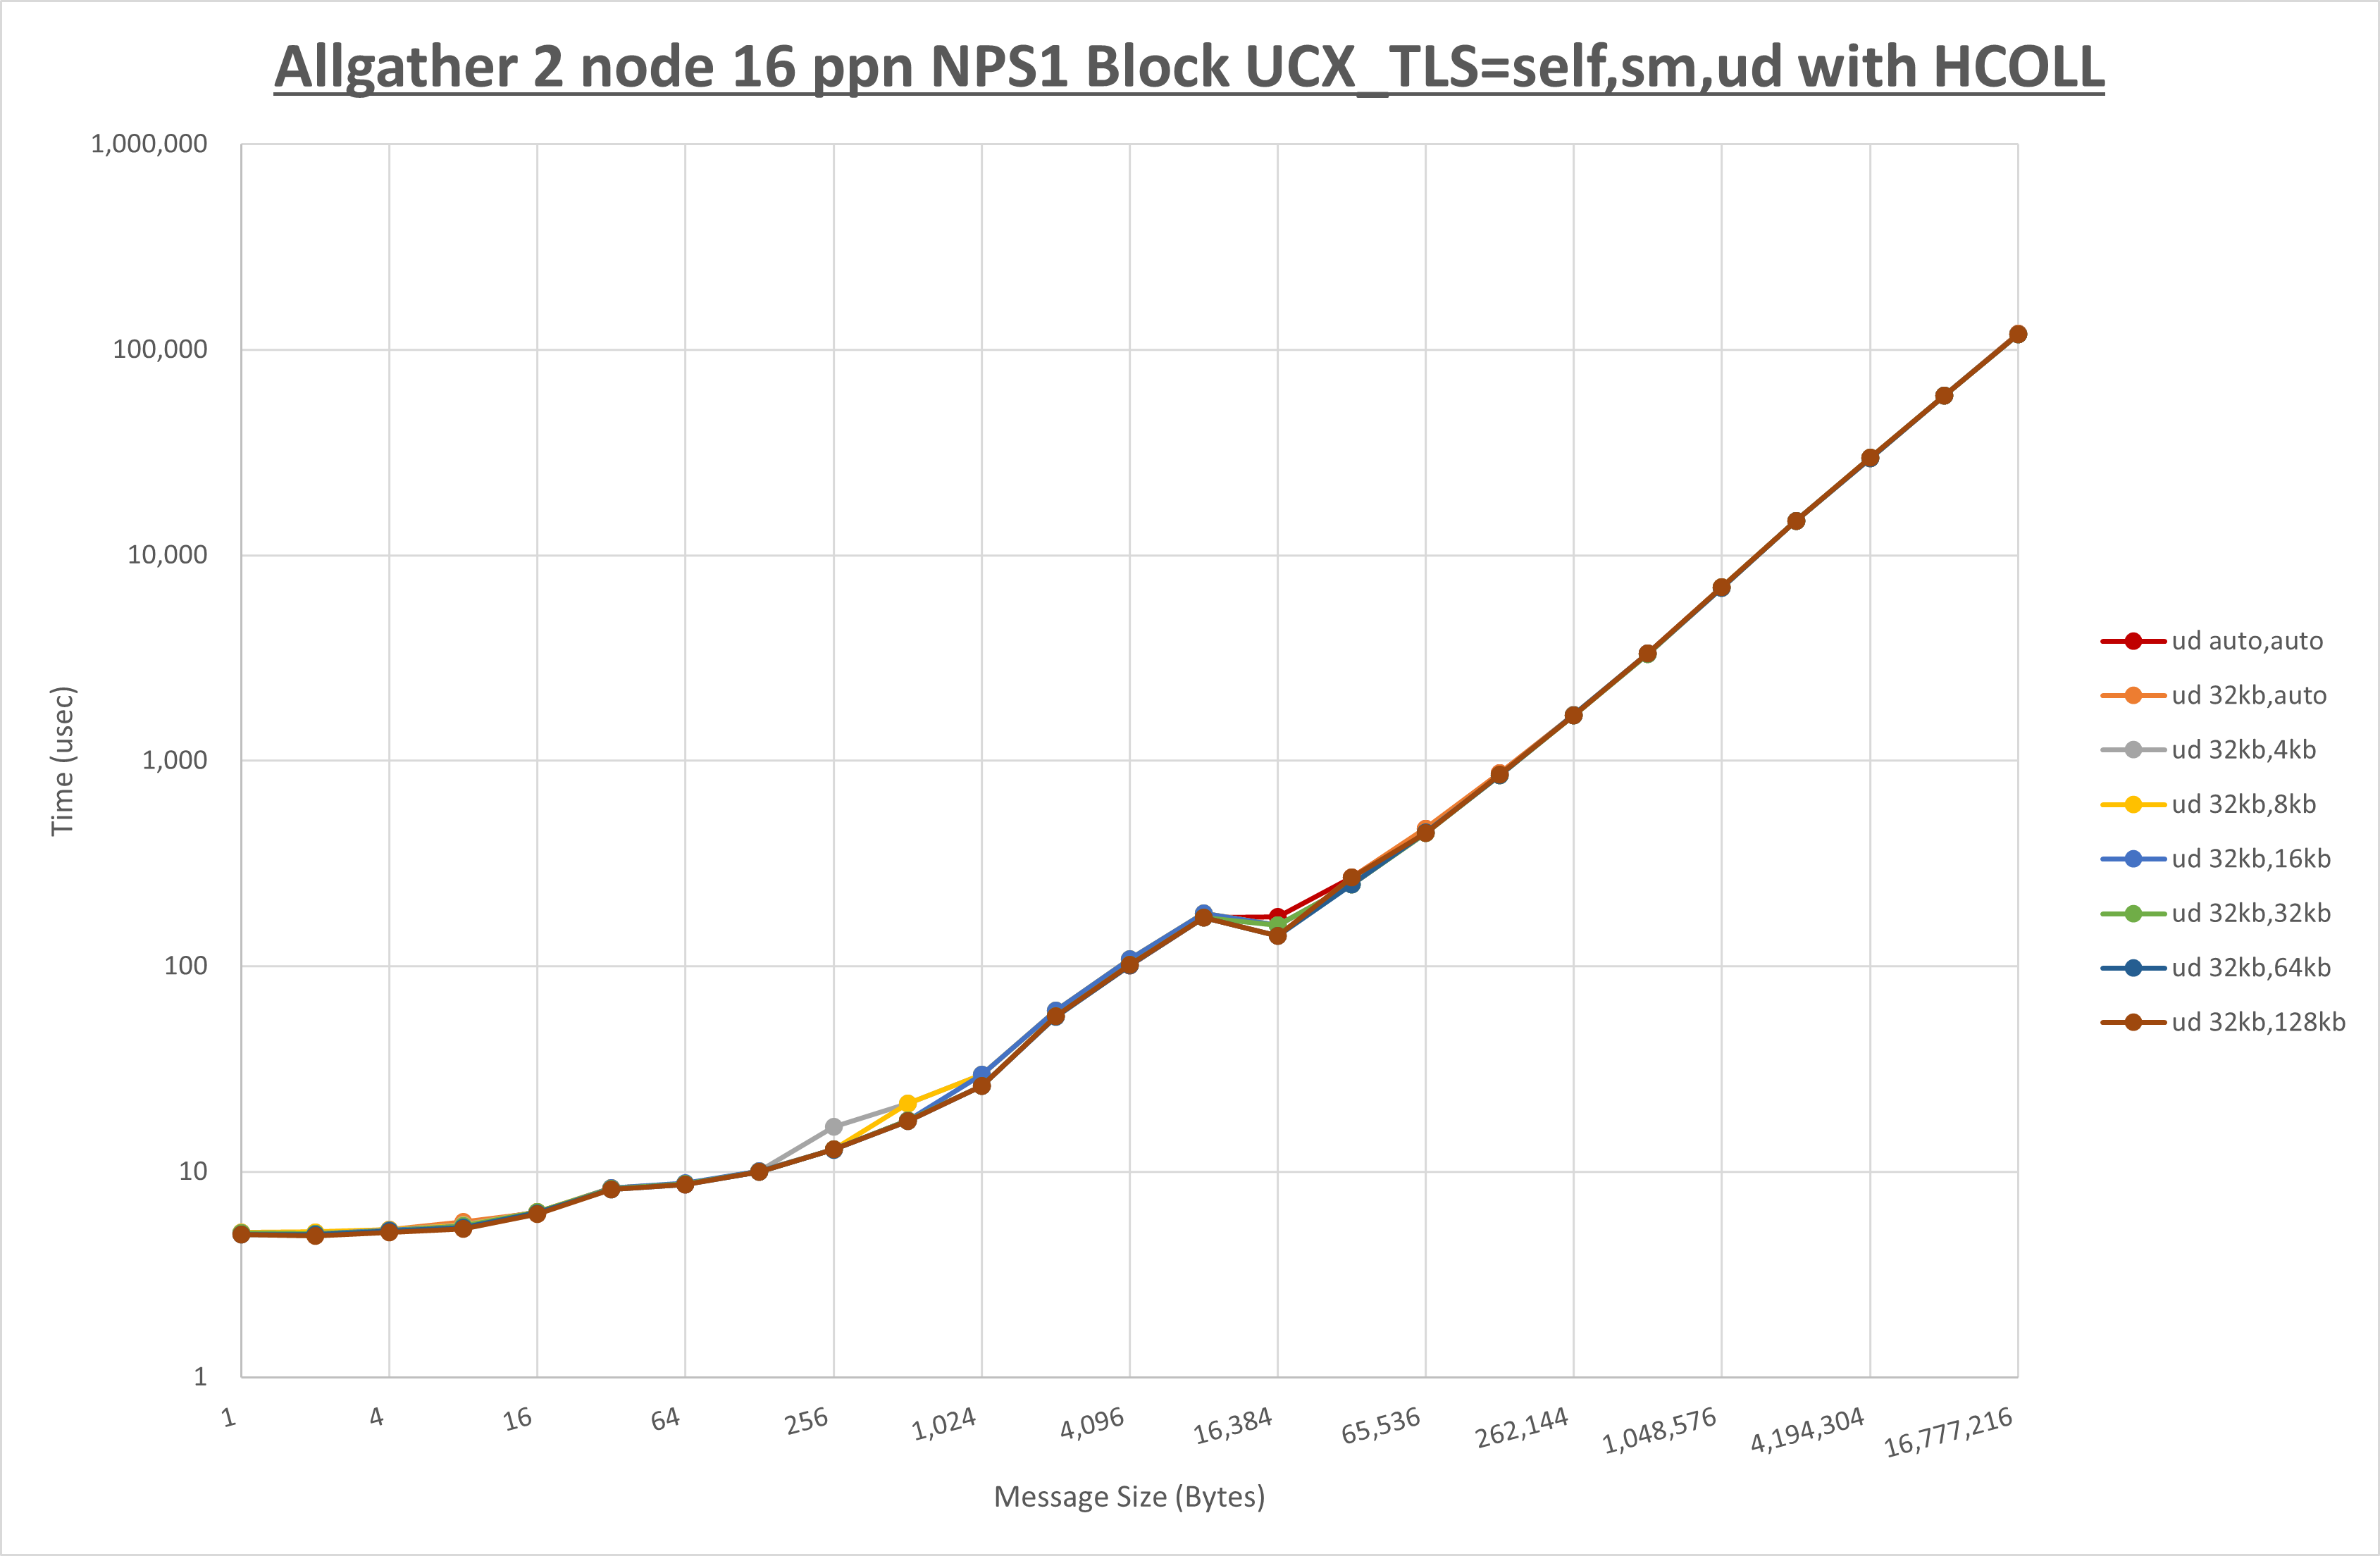 Allgather 2 node 16 ppn NPS1 Block UCX_TLS=self,sm,ud with HCOLL
1,000,000
100,000
10,000
1,000
100
10
1
Time (usec)
1
4
16
64
256
1,024
4,096
16,384
65,536
262,144
1,048,576
4,194,304
16,777,216
Message Size (Bytes)
ud auto,auto
ud 32kb,auto
ud 32kb,4kb
ud 32kb,8kb
ud 32kb,16kb
ud 32kb,32kb
ud 32kb,64kb
ud 32kb,128kb